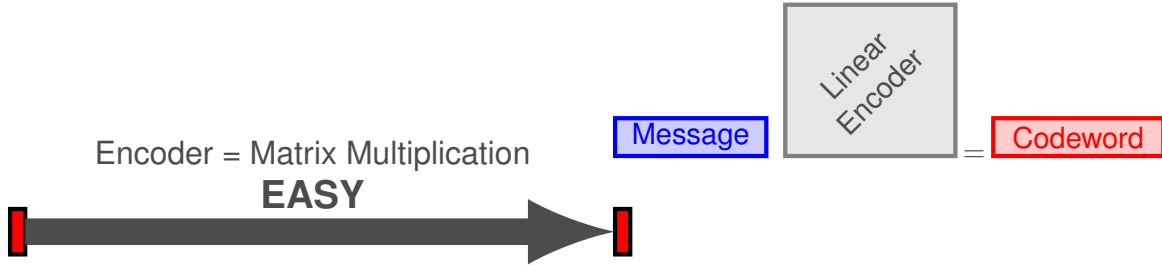 Linear
Encoder
Message
=
Codeword
Encoder = Matrix Multiplication
EASY